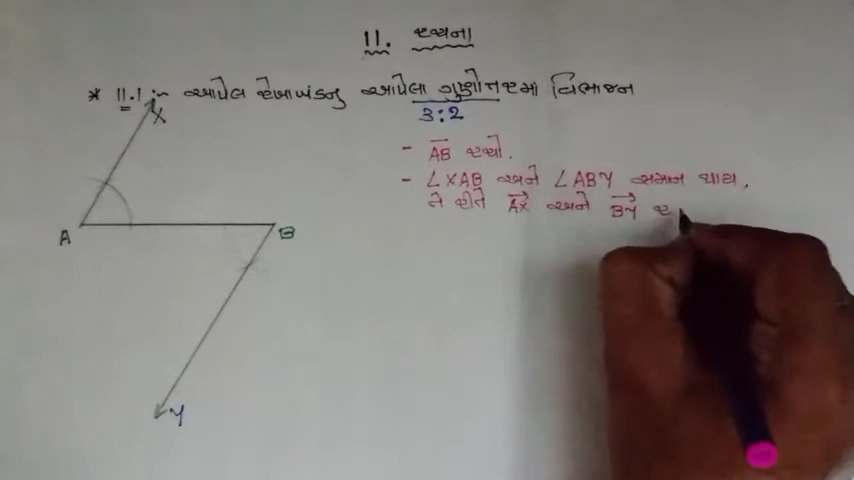 11. રચના
* 11.1 :- આપેલ રેખાખંડનુ આપેલા ગુણોત્તરમાં વિભાજન
3:2
- AB રચો.
- ∠XAB અને ∠ABY સમાન થાય,
તે રીતે AX અને BY ર
X
A
B
Y